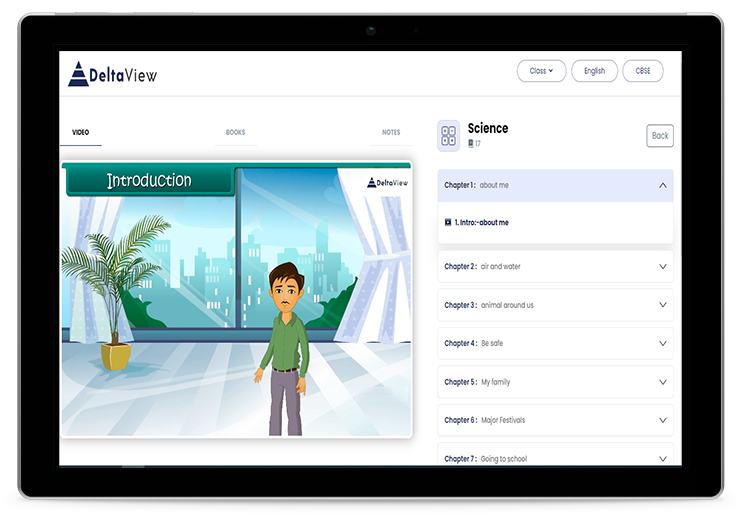 DeltaView
Class
English
CBSE
VIDEO
BOOKS
NOTES
Science
17
Back
Introduction
DeltaView
Chapter 1 : about me
1. Intro:-about me
Chapter 2 : air and water
Chapter 3 : animal around us
Chapter 4 : Be safe
Chapter 5 : My family
Chapter 6 : Major Festivals
Chapter 7 : Going to school